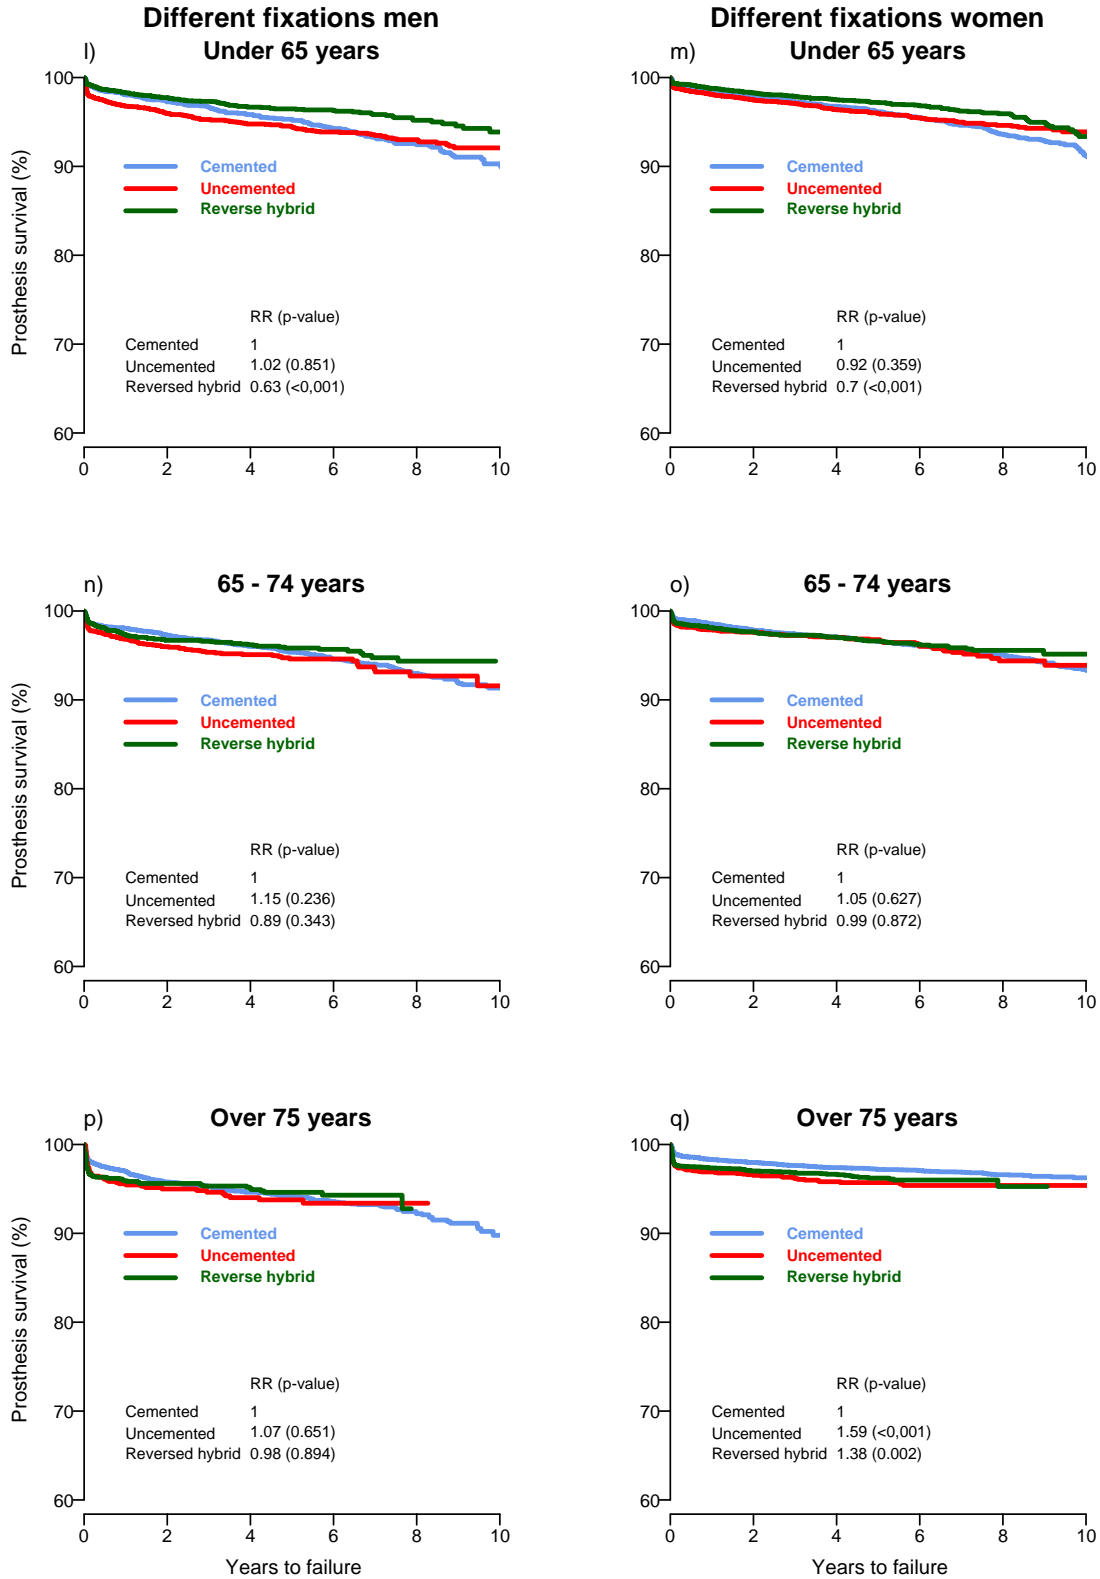 Different fixations men
Under 65 years
l)
100
90
80
70
60
Prosthesis survival (%)
Cemented
Uncemented
Reverse hybrid
RR (p-value)
Cemented 1
Uncemented 1.02 (0.851)
Reversed hybrid 0.63 (<0,001)
0 2 4 6 8 10
Different fixations women
Under 65 years
m)
100
90
80
70
60
Cemented
Uncemented
Reverse hybrid
RR (p-value)
Cemented 1
Uncemented 0.92 (0.359)
Reversed hybrid 0.7 (<0,001)
0 2 4 6 8 10
n) 65 - 74 years
100
90
80
70
60
Prosthesis survival (%)
Cemented
Uncemented
Reverse hybrid
RR (p-value)
Cemented 1
Uncemented 1.15 (0.236)
Reversed hybrid 0.89 (0.343)
0 2 4 6 8 10
o) 65 - 74 years
100
90
80
70
60
Cemented
Uncemented
Reverse hybrid
RR (p-value)
Cemented 1
Uncemented 1.05 (0.627)
Reversed hybrid 0.99 (0.872)
0 2 4 6 8 10
p) Over 75 years
100
90
80
70
60
Prosthesis survival (%)
Cemented
Uncemented
Reverse hybrid
RR (p-value)
Cemented 1
Uncemented 1.07 (0.651)
Reversed hybrid 0.98 (0.894)
0 2 4 6 8 10
Years to failure
q) Over 75 years
100
90
80
70
60
Cemented
Uncemented
Reverse hybrid
RR (p-value)
Cemented 1
Uncemented 1.59 (<0,001)
Reversed hybrid 1.38 (0.002)
0 2 4 6 8 10
Years to failure